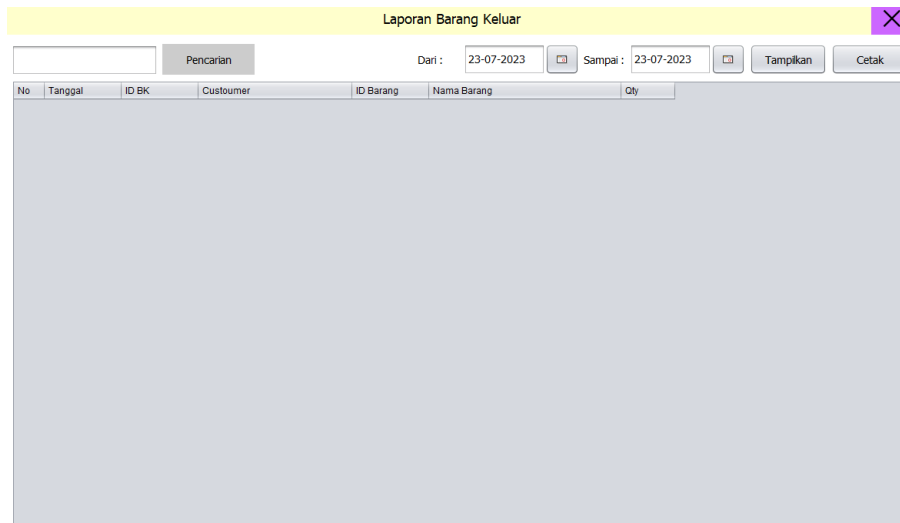 Laporan Barang Keluar
Pencarian Dari : 23-07-2023 Sampai : 23-07-2023 Tampikan Cetak
No Tanggal ID BK Custoumer ID Barang Nama Barang Qty